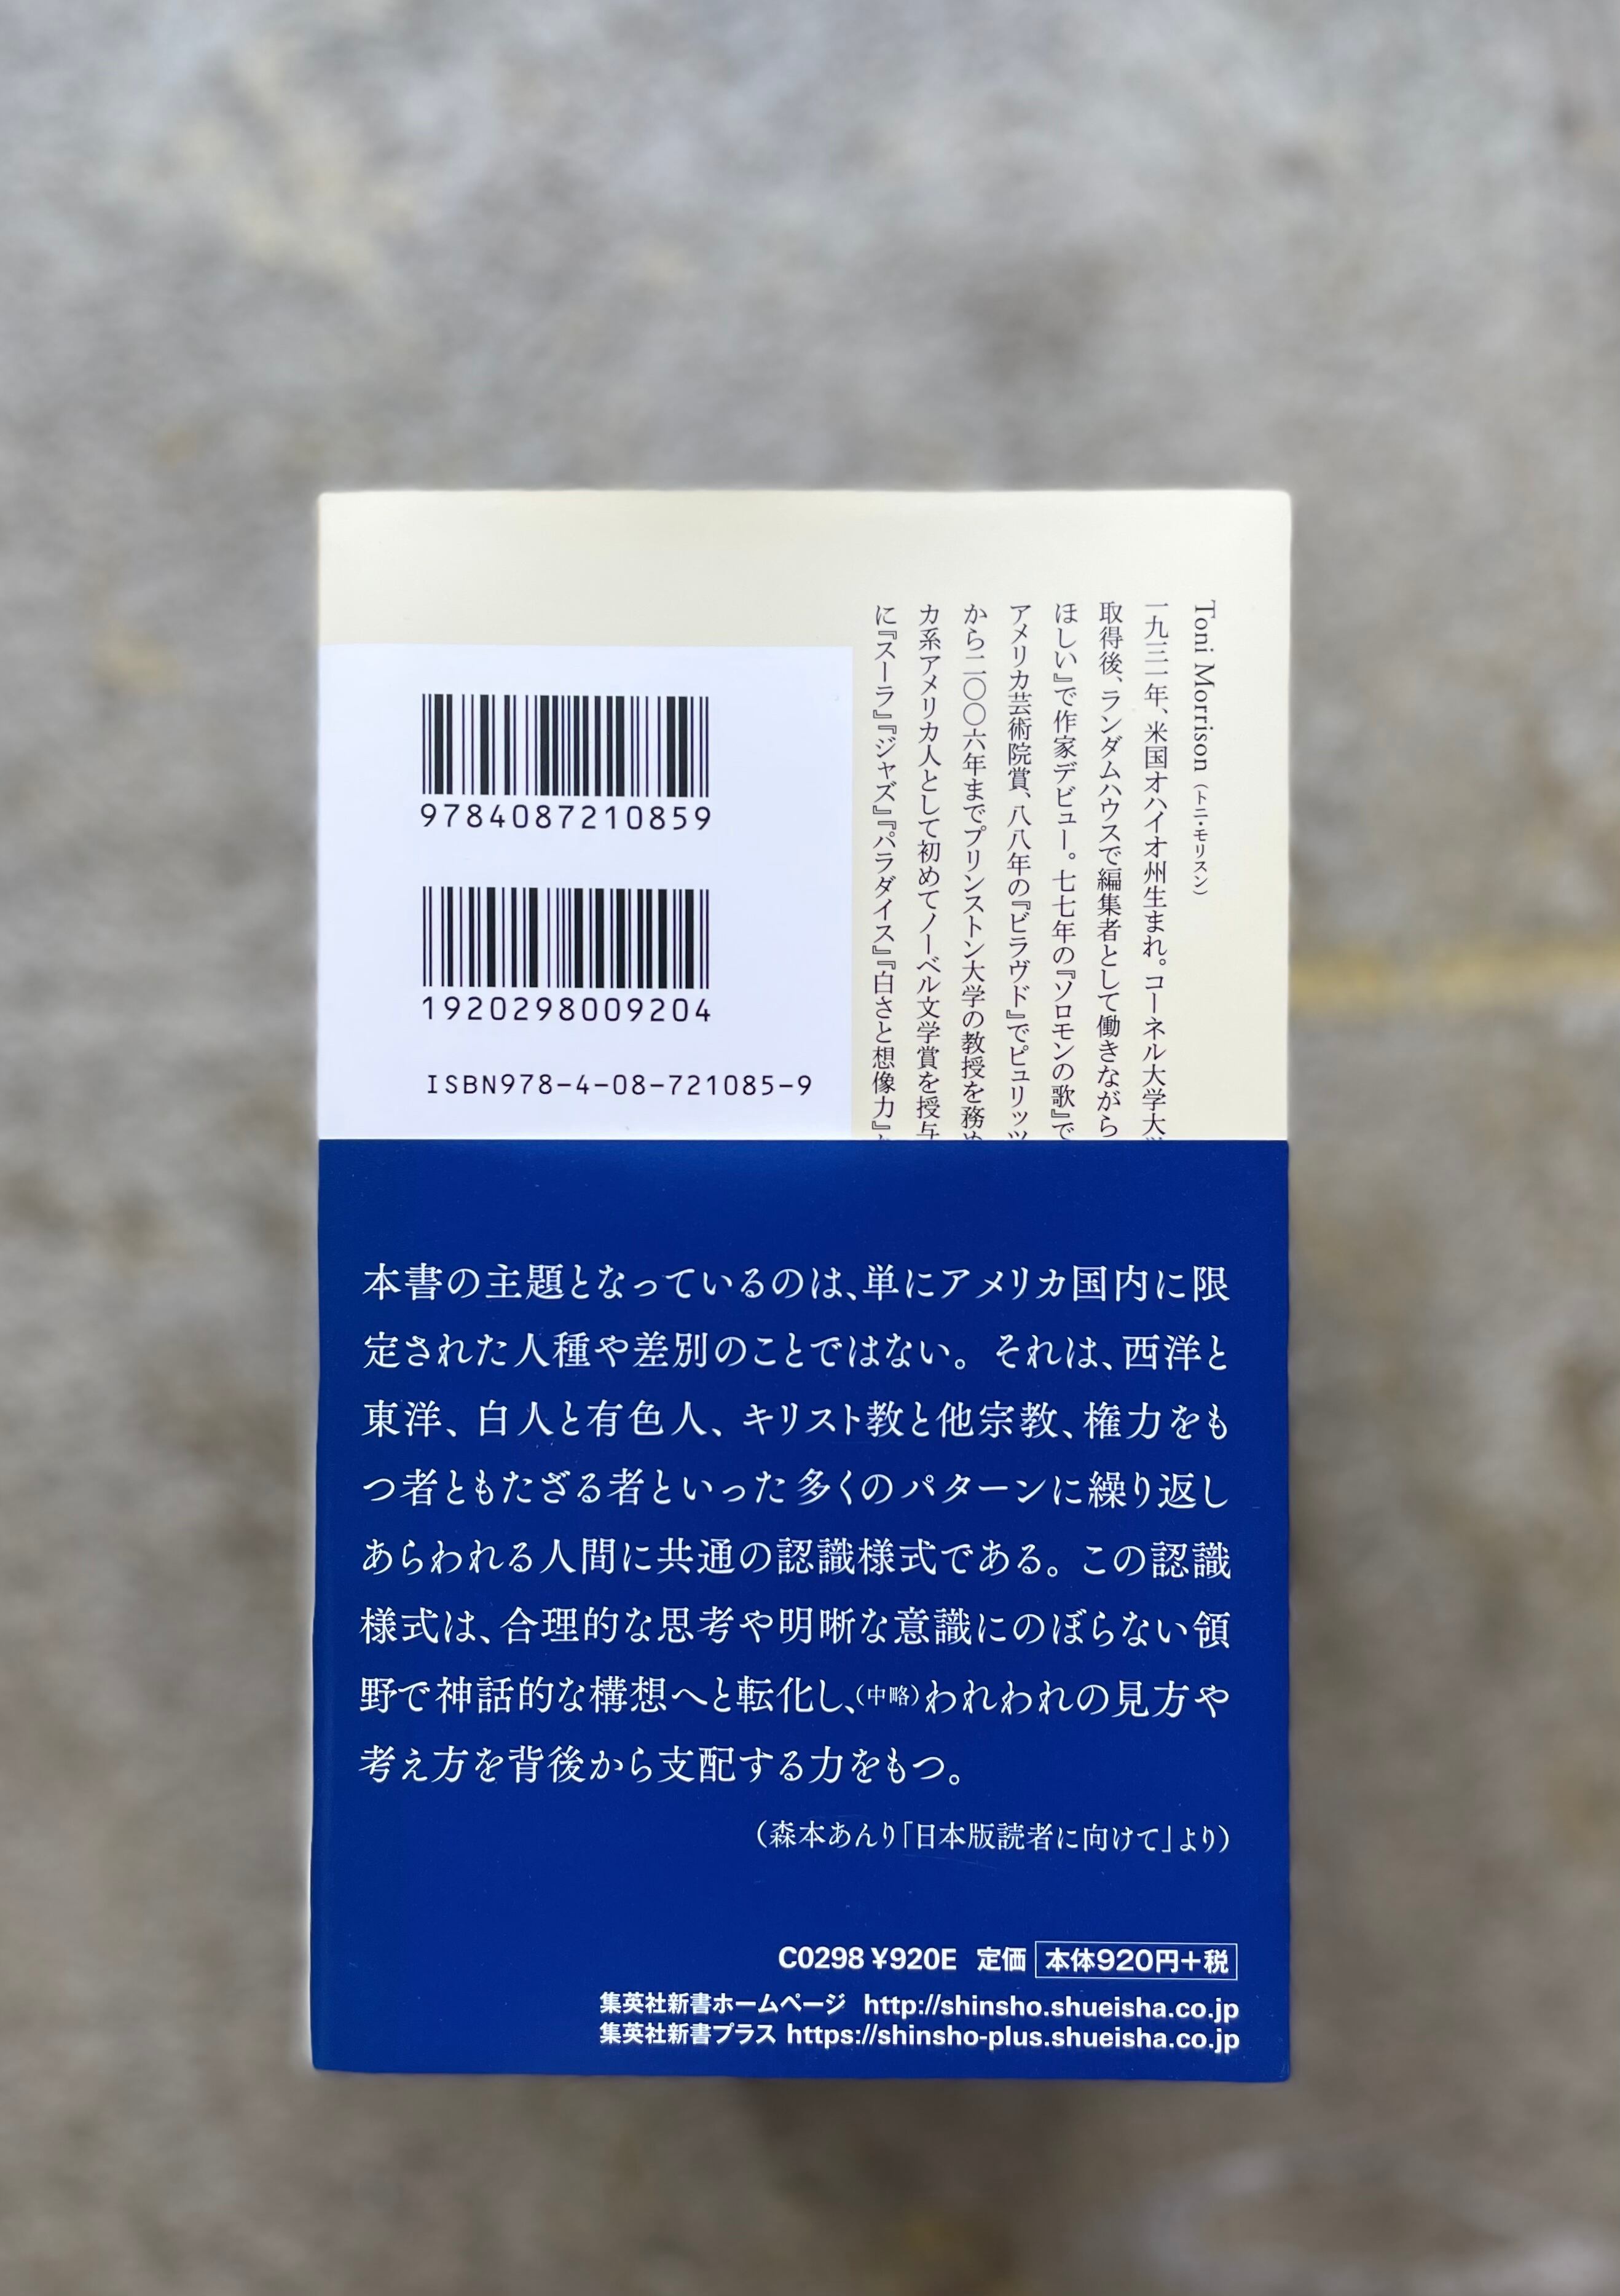 Toni Morrison（トニ・モリスン）
一九三一年、米国オハイオ州生まれ。コーネル大学大
取得後、ランダムハウスで編集者として働きながら
ほしい』で作家デビュー。七七年の『ソロモンの歌』で
アメリカ芸術院賞、八八年の『ビラヴド』でピュリッツ
から二〇〇六年までプリンストン大学の教授を務め
カ系アメリカ人として初めてノーベル文学賞を授与
に『スーラ』『ジャズ』『パラダイス』『白さと想像力』
9784087210859
1920298009204
ISBN978-4-08-721085-9
本書の主題となっているのは、単にアメリカ国内に限
定された人種や差別のことではない。それは、西洋と
東洋、白人と有色人、キリスト教と他宗教、権力をも
つ者ともたざる者といった多くのパターンに繰り返し
あらわれる人間に共通の認識様式である。この認識
様式は、合理的な思考や明晰な意識にのぼらない領
野で神話的な構想へと転化し、（中略）われわれの見方や
考え方を背後から支配する力をもつ。
（森本あんり「日本版読者に向けて」より）
C0298 ¥920E 定価 本体920円＋税
集英社新書ホームページ http://shinsho.shueisha.co.jp
集英社新書プラス https://shinsho-plus.shueisha.co.jp